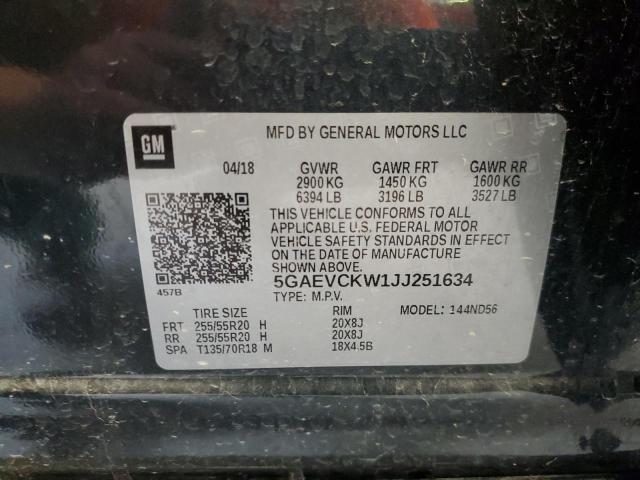 GM
MFD BY GENERAL MOTORS LLC
04/18 GVWR GAWR FRT GAWR RR
2900 KG 1450 KG 1600 KG
6394 LB 3196 LB 3527 LB
THIS VEHICLE CONFORMS TO ALL
APPLICABLE U.S. FEDERAL MOTOR
VEHICLE SAFETY STANDARDS IN EFFECT
ON THE DATE OF MANUFACTURE
SHOWN ABOVE.
457B
5GAEVCKW1JJ251634
TYPE: M.P.V.
TIRE SIZE RIM MODEL: 144ND56
FRT 255/55R20 H 20X8J
RR 255/55R20 H 20X8J
SPA T135/70R18 M 18X4.5B